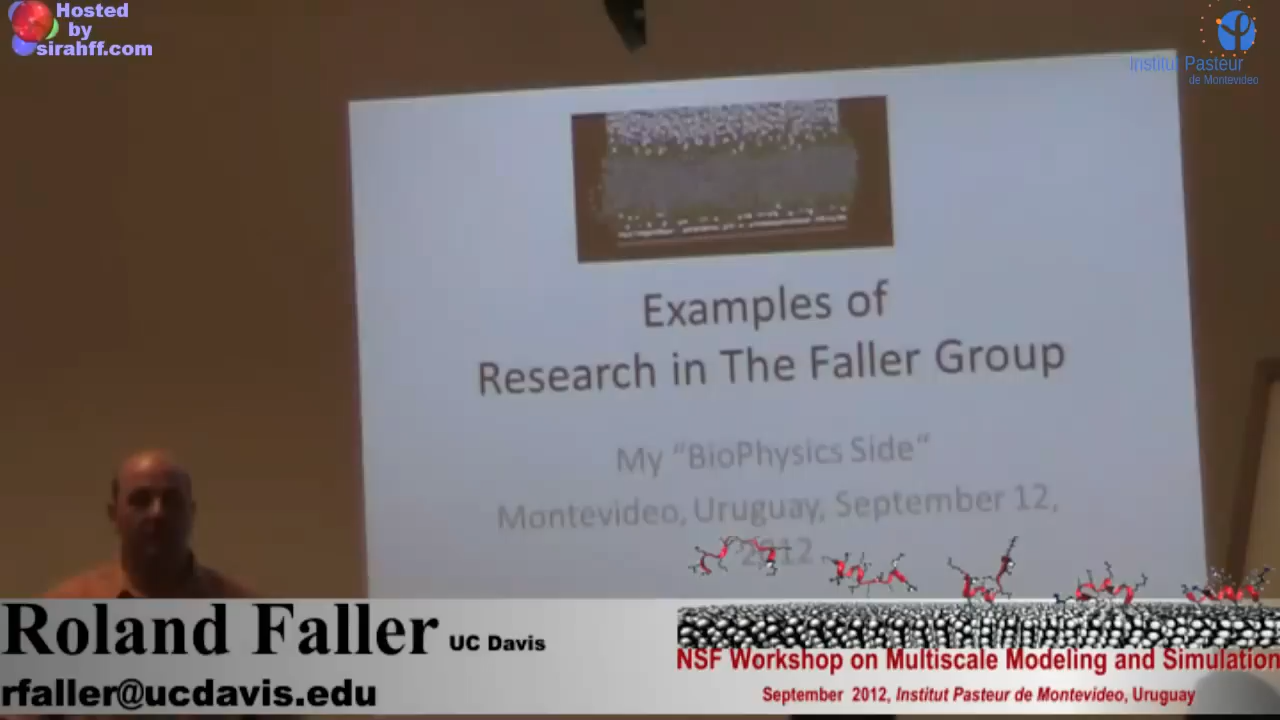 Hosted
by
sirahff.com
Institut Pasteur
de Montevideo
Examples of
Research in The Faller Group
My "BioPhysics Side"
Montevideo, Uruguay, September 12,
2012
Roland Faller UC Davis
rfaller@ucdavis.edu
NSF Workshop on Multiscale Modeling and Simulation
September 2012, Institut Pasteur de Montevideo, Uruguay